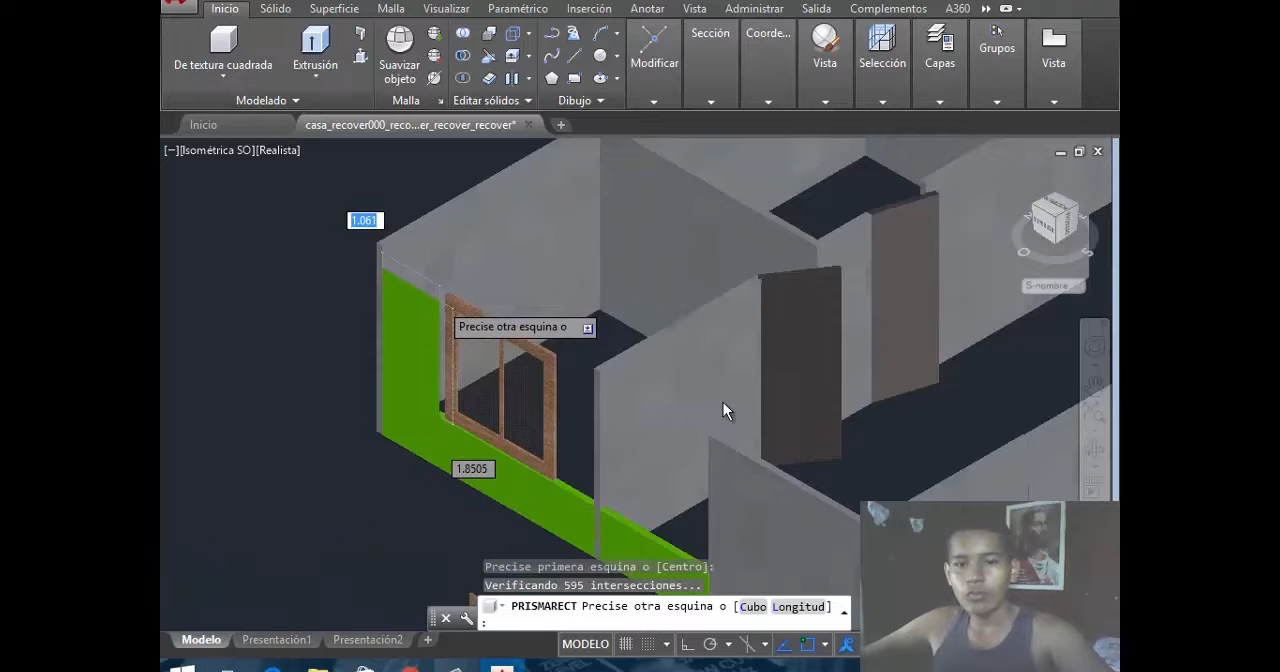 Inicio Sólido Superficie Malla Visualizar Paramétrico Inserción Anotar Vista Administrar Salida Complementos A360
De textura cuadrada
Extrusión
Suavizar objeto
Modificar
Sección
Coorde...
Vista
Selección
Capas
Grupos
Vista
Modelado
Malla
Editar sólidos
Dibujo
Inicio
casa_recover000_reco...er_recover_recover*
[−][Isométrica SO][Realista]
1.061
S-nombre
Precise otra esquina o
1.8505
Precise primera esquina o [Centro]:
Verificando 595 intersecciones...
PRISMARECT Precise otra esquina o [Cubo Longitud]
:
Modelo Presentación1 Presentación2 +
MODELO